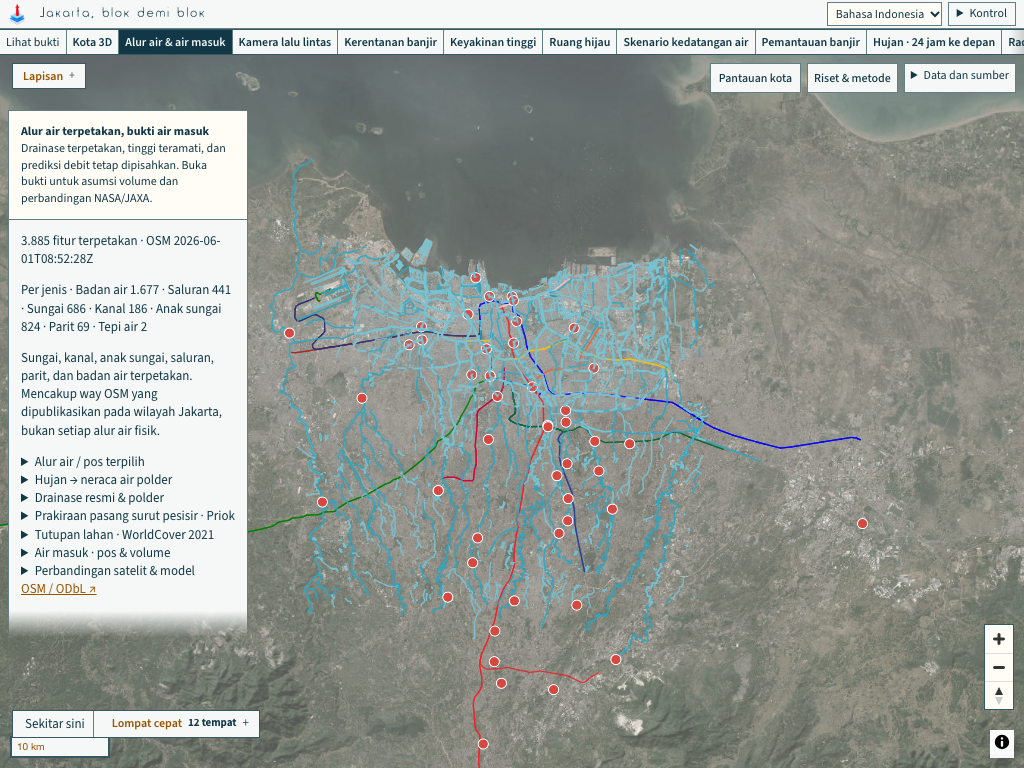 Jakarta, blok demi blok
Bahasa Indonesia
Kontrol
Lihat bukti
Kota 3D
Alur air & air masuk
Kamera lalu lintas
Kerentanan banjir
Keyakinan tinggi
Ruang hijau
Skenario kedatangan air
Pemantauan banjir
Hujan · 24 jam ke depan
Lapisan +
Pantauan kota
Riset & metode
Data dan sumber
Alur air terpetakan, bukti air masuk
Drainase terpetakan, tinggi teramati, dan
prediksi debit tetap dipisahkan. Buka
bukti untuk asumsi volume dan
perbandingan NASA/JAXA.
3.885 fitur terpetakan · OSM 2026-06-
01T08:52:28Z
Per jenis · Badan air 1.677 · Saluran 441
· Sungai 686 · Kanal 186 · Anak sungai
824 · Parit 69 · Tepi air 2
Sungai, kanal, anak sungai, saluran,
parit, dan badan air terpetakan.
Mencakup way OSM yang
dipublikasikan pada wilayah Jakarta,
bukan setiap alur air fisik.
Alur air / pos terpilih
Hujan → neraca air polder
Drainase resmi & polder
Prakiraan pasang surut pesisir · Priok
Tutupan lahan · WorldCover 2021
Air masuk · pos & volume
Perbandingan satelit & model
OSM / ODbL ↗
Sekitar sini
Lompat cepat 12 tempat +
10 km